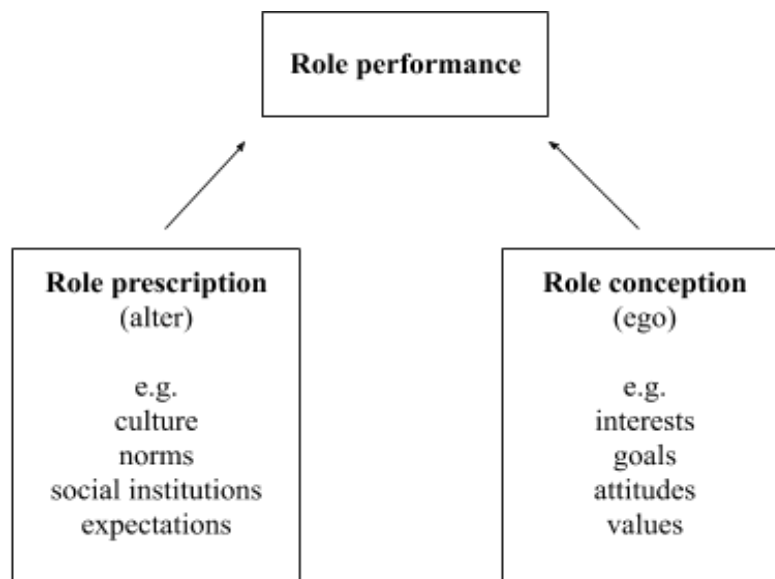 Role performance
Role prescription
(alter)
e.g.
culture
norms
social institutions
expectations
Role conception
(ego)
e.g.
interests
goals
attitudes
values